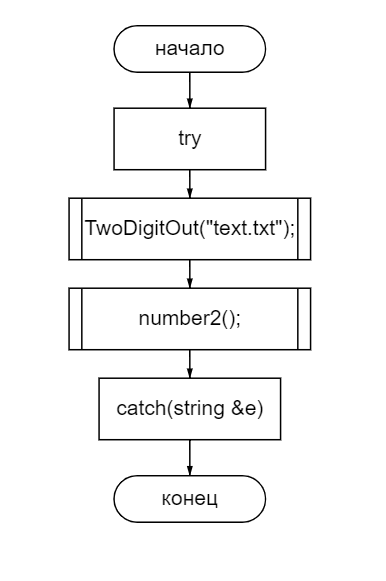 начало
try
TwoDigitOut("text.txt");
number2();
catch(string &e)
конец